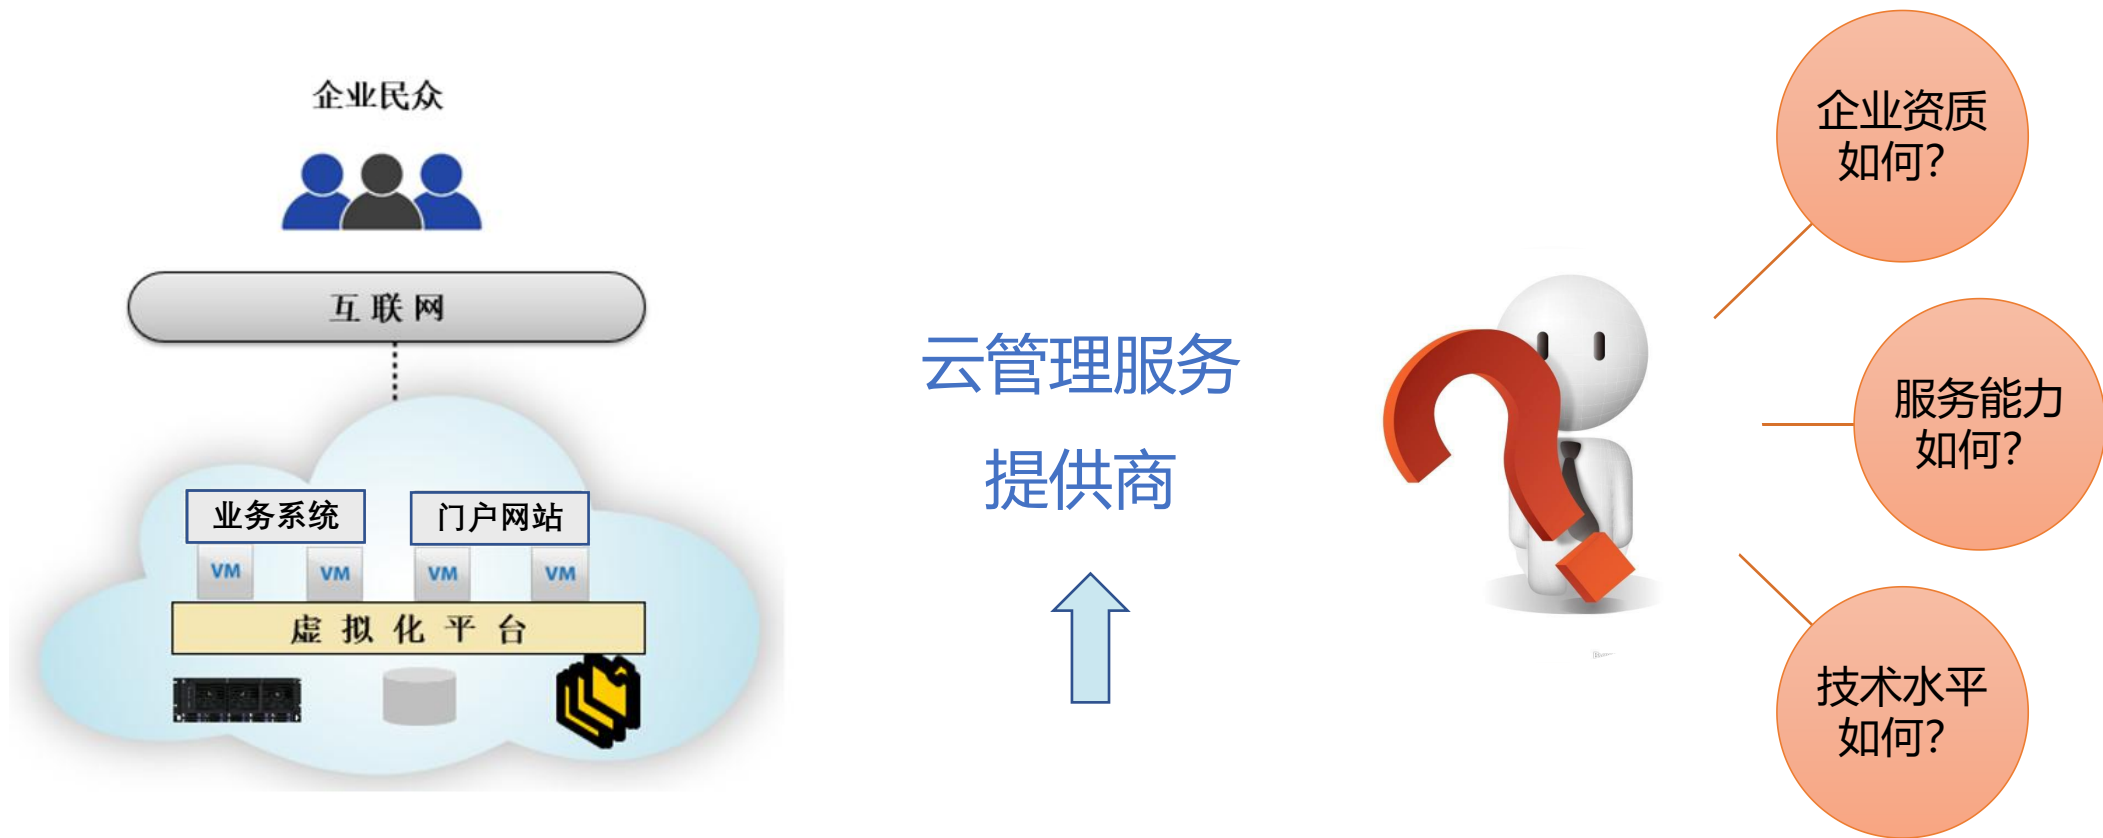 企业民众
互联网
业务系统
门户网站
VM
VM
VM
VM
虚拟化平台
云管理服务
提供商
企业资质
如何?
服务能力
如何?
技术水平
如何?